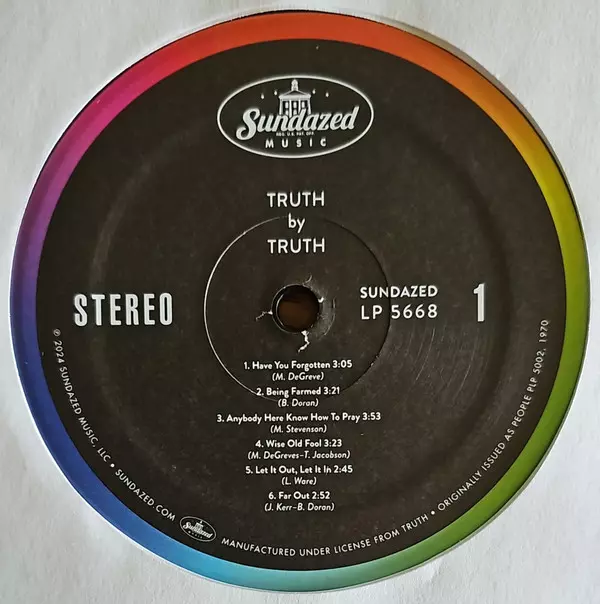 Sundazed
REG. U.S. PAT. OFF.
MUSIC
TRUTH
by
TRUTH
STEREO
SUNDAZED
LP 5668
1
1. Have You Forgotten 3:05
(M. DeGreve)
2. Being Farmed 3:21
(B. Doran)
3. Anybody Here Know How To Pray 3:53
(M. Stevenson)
4. Wise Old Fool 3:23
(M. DeGreves–T. Jacobson)
5. Let It Out, Let It In 2:45
(L. Ware)
6. Far Out 2:52
(J. Kerr–B. Doran)
℗ 2024 SUNDAZED MUSIC, LLC • SUNDAZED.COM
Sundazed
MUSIC
MANUFACTURED UNDER LICENSE FROM TRUTH • ORIGINALLY ISSUED AS PEOPLE PLP 5002, 1970